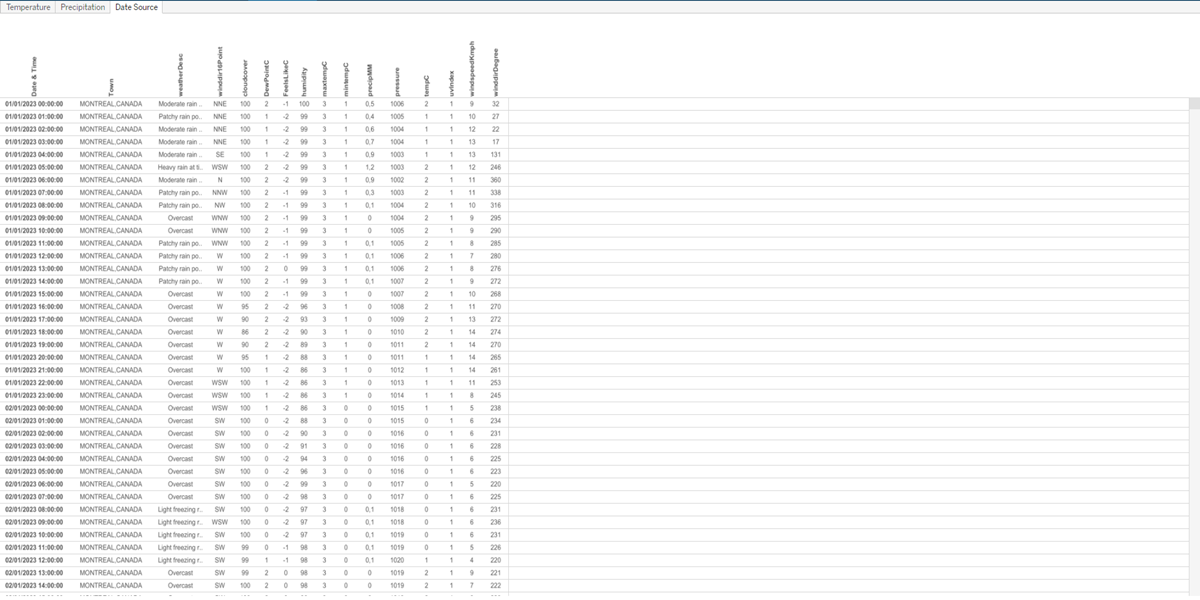 Temperature Precipitation Date Source
Date & Time Town weatherDesc winddir16Point cloudcover DewPointC FeelsLikeC humidity maxtempC mintempC precipMM pressure tempC uvIndex windspeedKmph winddirDegree
01/01/2023 00:00:00 MONTREAL,CANADA Moderate rain .. NNE 100 2 -1 100 3 1 0,5 1006 2 1 9 32
01/01/2023 01:00:00 MONTREAL,CANADA Patchy rain po.. NNE 100 1 -2 99 3 1 0,4 1005 1 1 10 27
01/01/2023 02:00:00 MONTREAL,CANADA Moderate rain .. NNE 100 1 -2 99 3 1 0,6 1004 1 1 12 22
01/01/2023 03:00:00 MONTREAL,CANADA Moderate rain .. NNE 100 1 -2 99 3 1 0,7 1004 1 1 13 17
01/01/2023 04:00:00 MONTREAL,CANADA Moderate rain .. SE 100 1 -2 99 3 1 0,9 1003 1 1 13 131
01/01/2023 05:00:00 MONTREAL,CANADA Heavy rain at ti.. WSW 100 2 -2 99 3 1 1,2 1003 2 1 12 246
01/01/2023 06:00:00 MONTREAL,CANADA Moderate rain .. N 100 2 -2 99 3 1 0,9 1002 2 1 11 360
01/01/2023 07:00:00 MONTREAL,CANADA Patchy rain po.. NNW 100 2 -1 99 3 1 0,3 1003 2 1 11 338
01/01/2023 08:00:00 MONTREAL,CANADA Patchy rain po.. NW 100 2 -1 99 3 1 0,1 1004 2 1 10 316
01/01/2023 09:00:00 MONTREAL,CANADA Overcast WNW 100 2 -1 99 3 1 0 1004 2 1 9 295
01/01/2023 10:00:00 MONTREAL,CANADA Overcast WNW 100 2 -1 99 3 1 0 1005 2 1 9 290
01/01/2023 11:00:00 MONTREAL,CANADA Patchy rain po.. WNW 100 2 -1 99 3 1 0,1 1005 2 1 8 285
01/01/2023 12:00:00 MONTREAL,CANADA Patchy rain po.. W 100 2 -1 99 3 1 0,1 1006 2 1 7 280
01/01/2023 13:00:00 MONTREAL,CANADA Patchy rain po.. W 100 2 0 99 3 1 0,1 1006 2 1 8 276
01/01/2023 14:00:00 MONTREAL,CANADA Patchy rain po.. W 100 2 -1 99 3 1 0,1 1007 2 1 9 272
01/01/2023 15:00:00 MONTREAL,CANADA Overcast W 100 2 -1 99 3 1 0 1007 2 1 10 268
01/01/2023 16:00:00 MONTREAL,CANADA Overcast W 95 2 -2 96 3 1 0 1008 2 1 11 270
01/01/2023 17:00:00 MONTREAL,CANADA Overcast W 90 2 -2 93 3 1 0 1009 2 1 13 272
01/01/2023 18:00:00 MONTREAL,CANADA Overcast W 86 2 -2 90 3 1 0 1010 2 1 14 274
01/01/2023 19:00:00 MONTREAL,CANADA Overcast W 90 2 -2 89 3 1 0 1011 2 1 14 270
01/01/2023 20:00:00 MONTREAL,CANADA Overcast W 95 1 -2 88 3 1 0 1011 1 1 14 265
01/01/2023 21:00:00 MONTREAL,CANADA Overcast W 100 1 -2 86 3 1 0 1012 1 1 14 261
01/01/2023 22:00:00 MONTREAL,CANADA Overcast WSW 100 1 -2 86 3 1 0 1013 1 1 11 253
01/01/2023 23:00:00 MONTREAL,CANADA Overcast WSW 100 1 -2 86 3 1 0 1014 1 1 8 245
02/01/2023 00:00:00 MONTREAL,CANADA Overcast WSW 100 1 -2 86 3 0 0 1015 1 1 5 238
02/01/2023 01:00:00 MONTREAL,CANADA Overcast SW 100 0 -2 88 3 0 0 1015 0 1 6 234
02/01/2023 02:00:00 MONTREAL,CANADA Overcast SW 100 0 -2 90 3 0 0 1016 0 1 6 231
02/01/2023 03:00:00 MONTREAL,CANADA Overcast SW 100 0 -2 91 3 0 0 1016 0 1 6 228
02/01/2023 04:00:00 MONTREAL,CANADA Overcast SW 100 0 -2 94 3 0 0 1016 0 1 6 225
02/01/2023 05:00:00 MONTREAL,CANADA Overcast SW 100 0 -2 96 3 0 0 1016 0 1 6 223
02/01/2023 06:00:00 MONTREAL,CANADA Overcast SW 100 0 -2 99 3 0 0 1017 0 1 5 220
02/01/2023 07:00:00 MONTREAL,CANADA Overcast SW 100 0 -2 98 3 0 0 1017 0 1 6 225
02/01/2023 08:00:00 MONTREAL,CANADA Light freezing r.. SW 100 0 -2 97 3 0 0,1 1018 0 1 6 231
02/01/2023 09:00:00 MONTREAL,CANADA Light freezing r.. WSW 100 0 -2 97 3 0 0,1 1018 0 1 6 236
02/01/2023 10:00:00 MONTREAL,CANADA Light freezing r.. SW 100 0 -2 97 3 0 0,1 1019 0 1 6 231
02/01/2023 11:00:00 MONTREAL,CANADA Light freezing r.. SW 99 0 -1 98 3 0 0,1 1019 0 1 5 226
02/01/2023 12:00:00 MONTREAL,CANADA Light freezing r.. SW 99 1 -1 98 3 0 0,1 1020 1 1 4 220
02/01/2023 13:00:00 MONTREAL,CANADA Overcast SW 99 2 0 98 3 0 0 1019 2 1 9 221
02/01/2023 14:00:00 MONTREAL,CANADA Overcast SW 100 2 0 98 3 0 0 1019 2 1 7 222